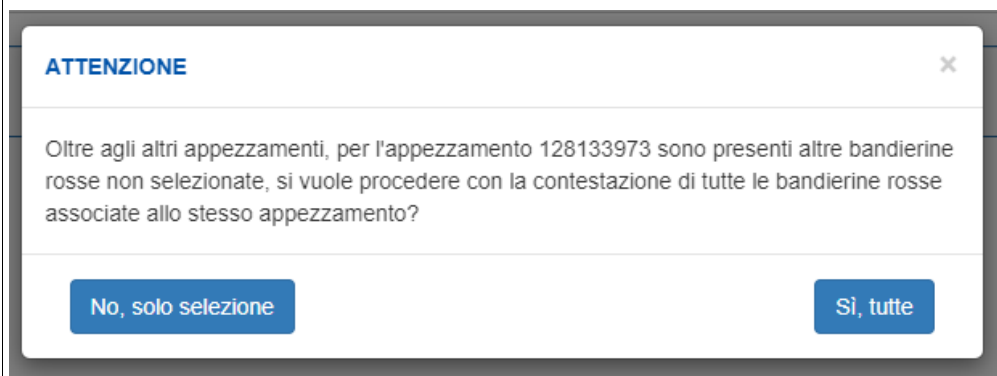 ATTENZIONE
×
Oltre agli altri appezzamenti, per l'appezzamento 128133973 sono presenti altre bandierine
rosse non selezionate, si vuole procedere con la contestazione di tutte le bandierine rosse
associate allo stesso appezzamento?
No, solo selezione
Sì, tutte